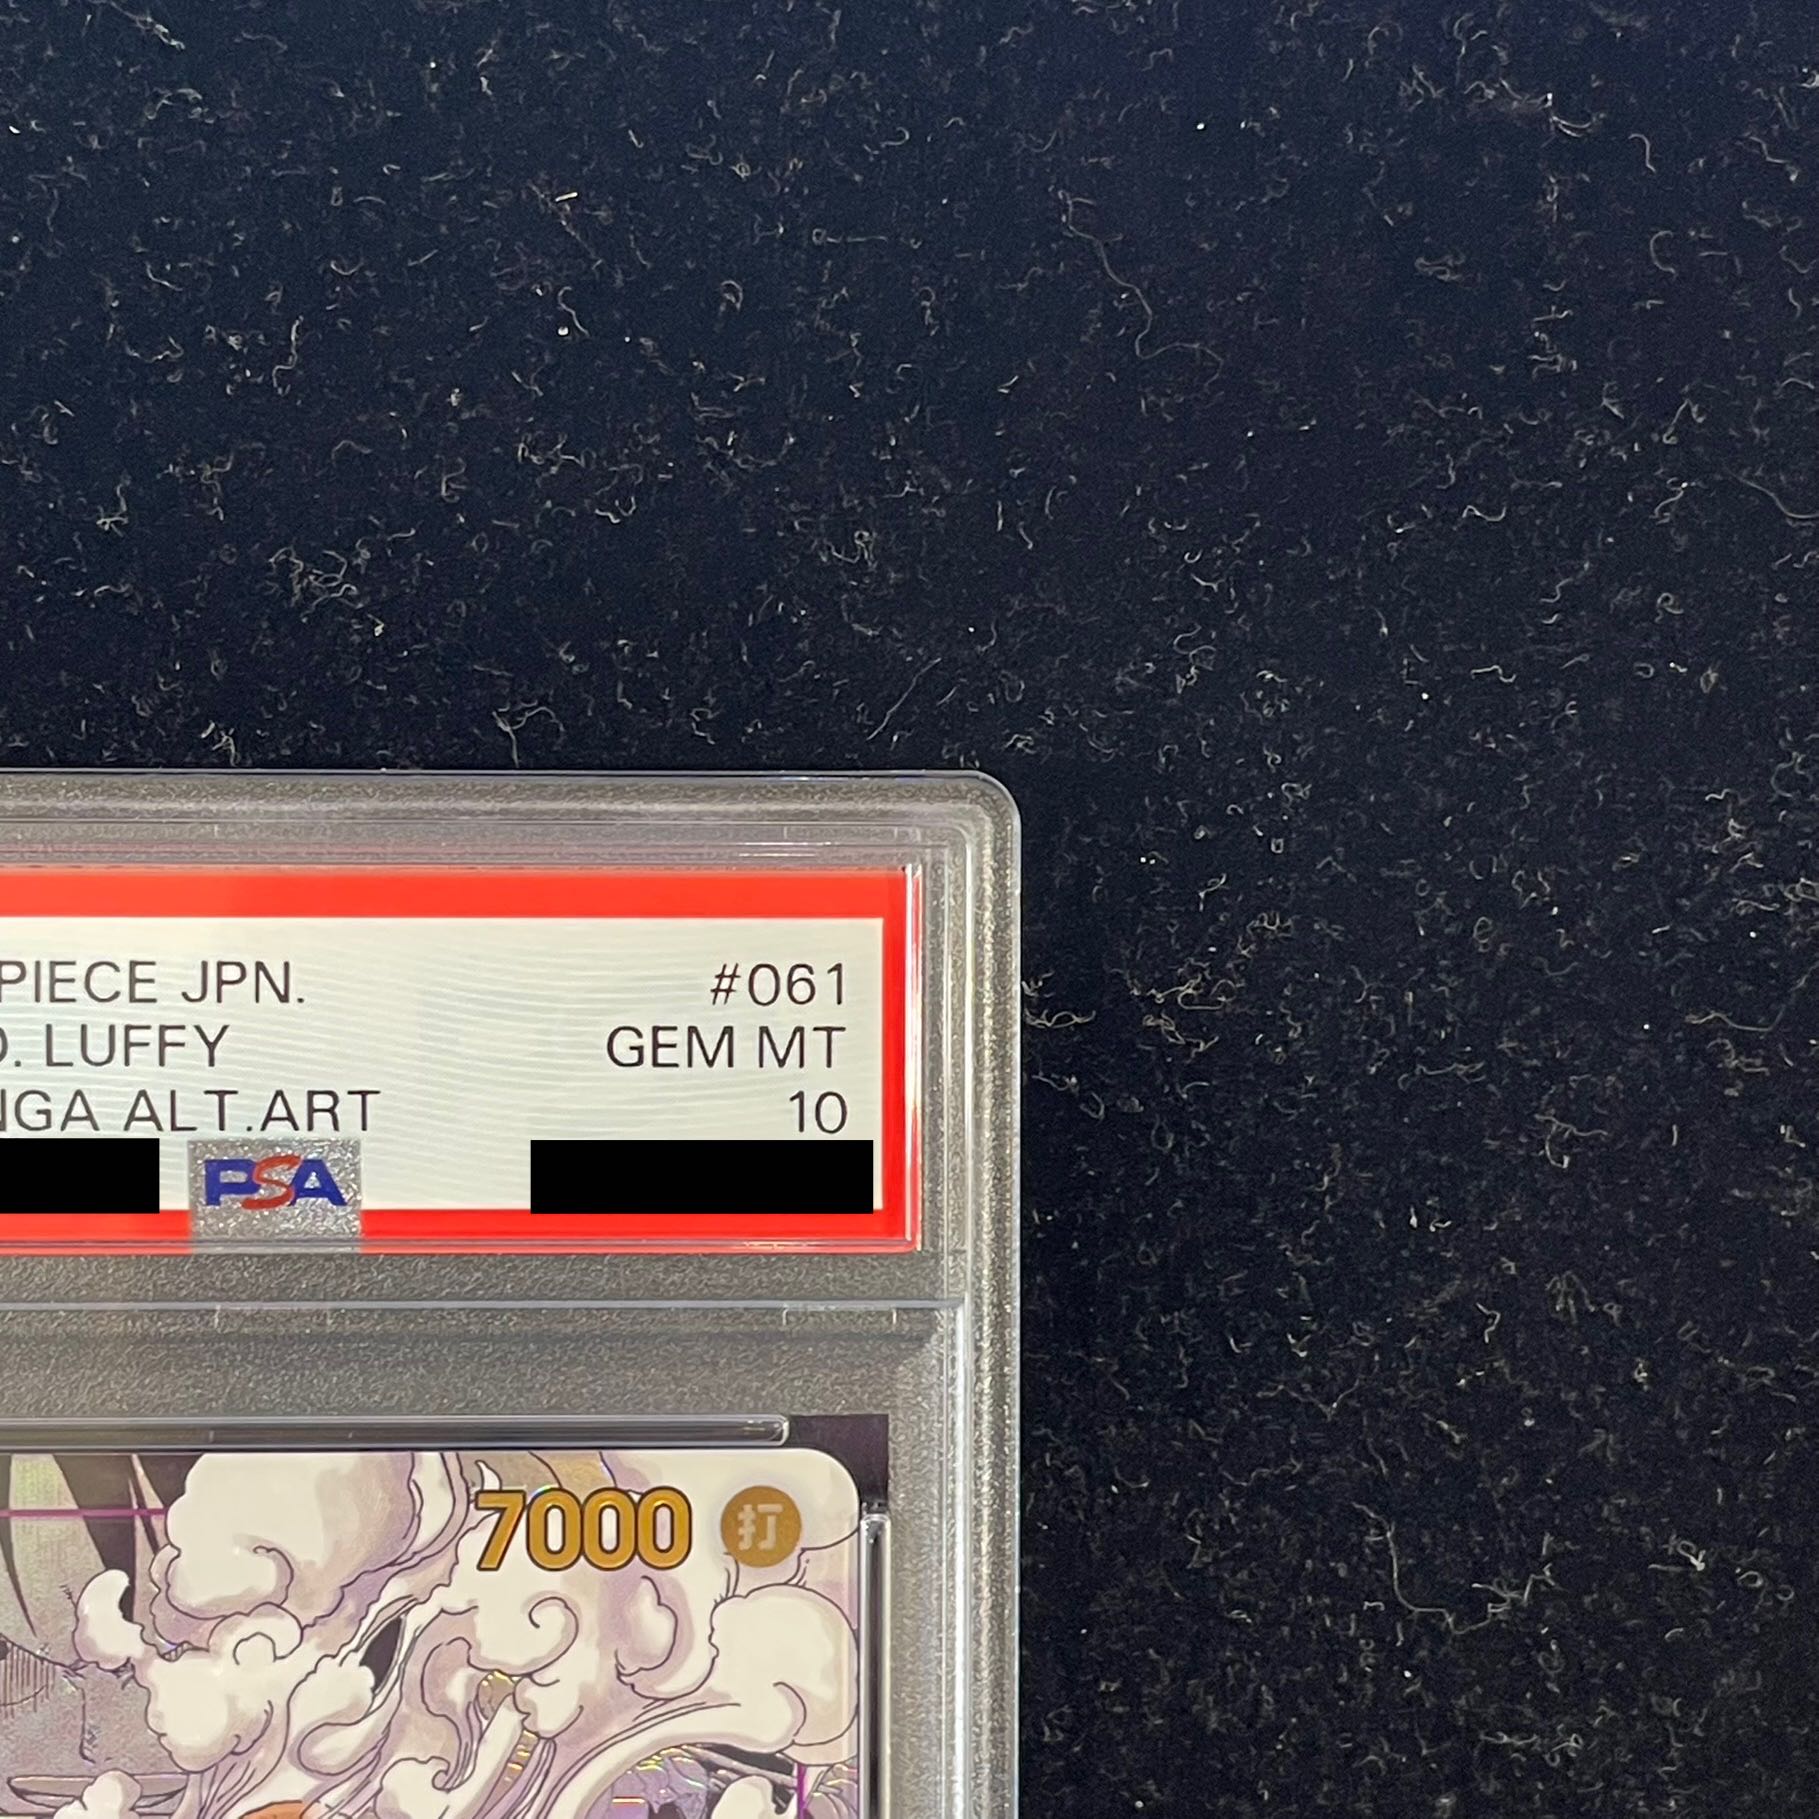 PIECE JPN. #061
D. LUFFY GEM MT
NGA ALT.ART 10
PSA
7000 打